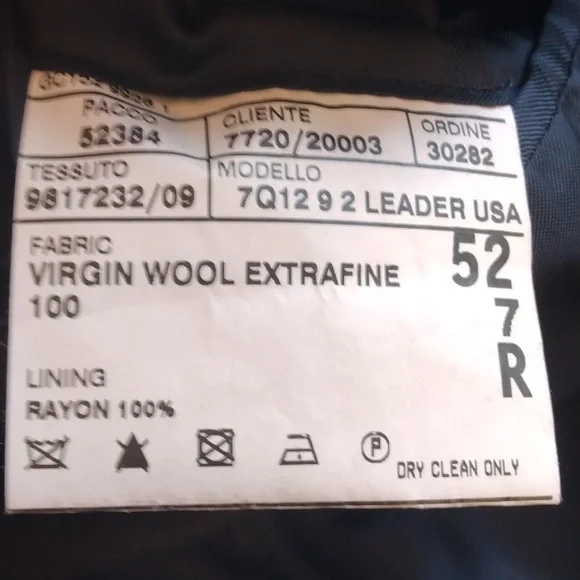 PACCO CLIENTE ORDINE
52384 7720/20003 30282
TESSUTO MODELLO
9817232/09 7Q12 9 2 LEADER USA
FABRIC 52
VIRGIN WOOL EXTRAFINE
100 7
R
LINING
RAYON 100%
P
DRY CLEAN ONLY